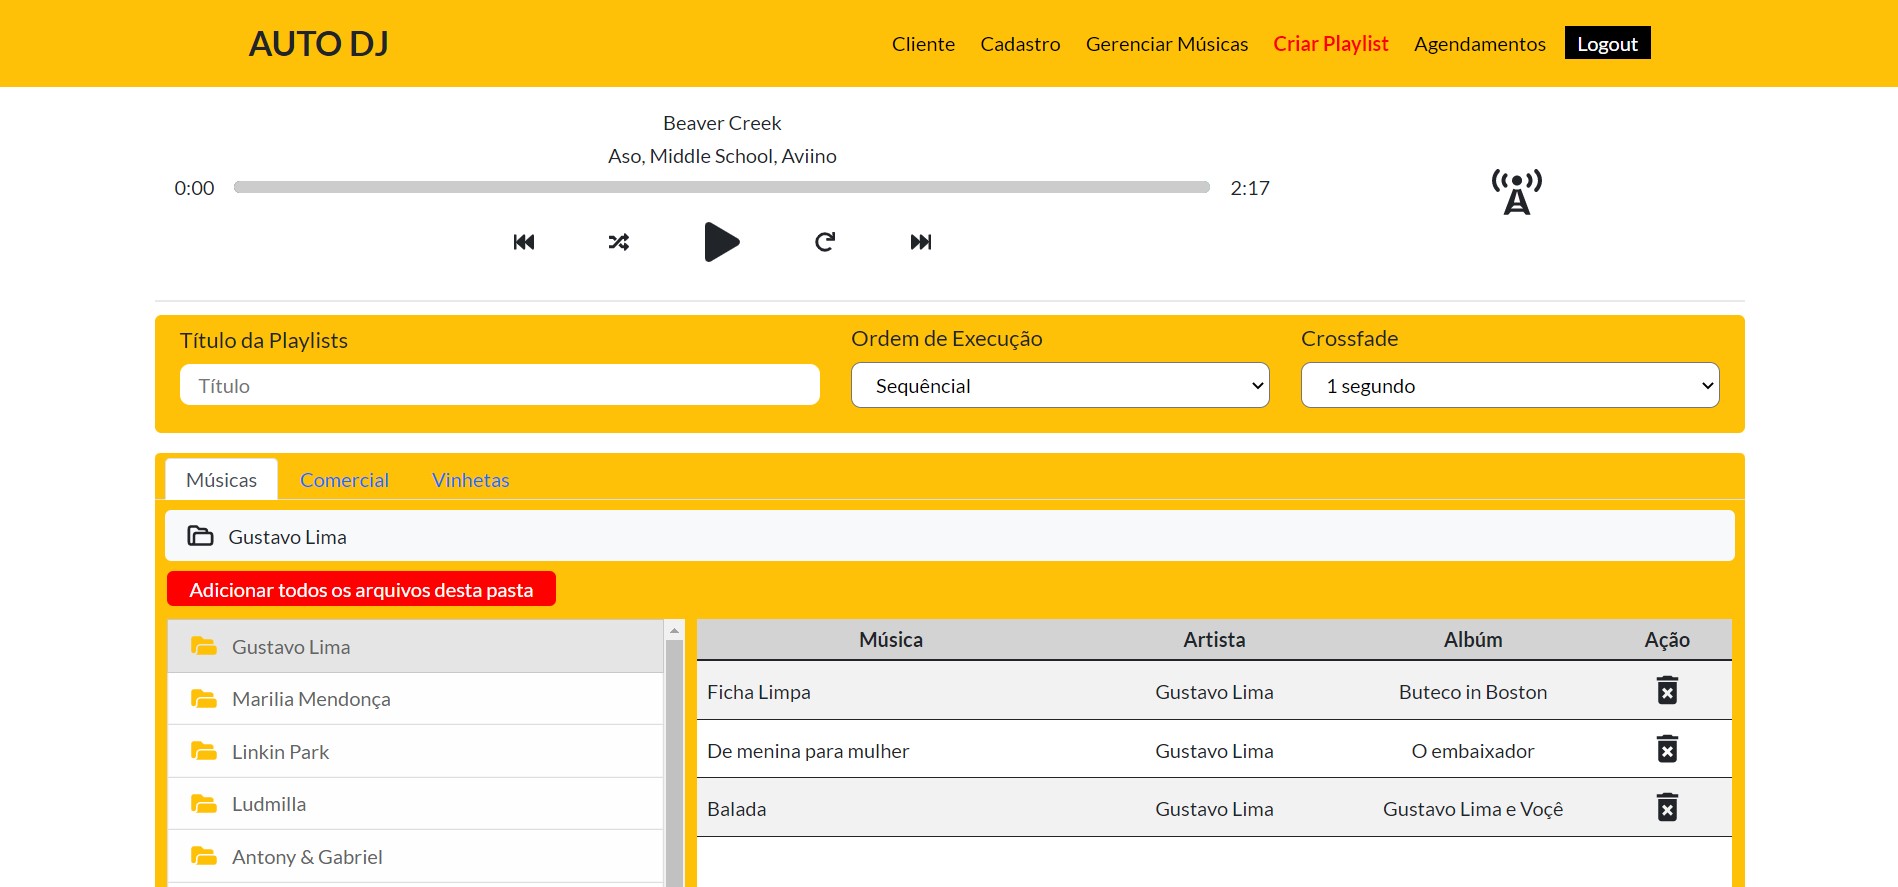 AUTO DJ
Cliente Cadastro Gerenciar Músicas Criar Playlist Agendamentos Logout
Beaver Creek
Aso, Middle School, Aviino
0:00 2:17
Título da Playlists Ordem de Execução Crossfade
Título Sequêncial 1 segundo
Músicas Comercial Vinhetas
Gustavo Lima
Adicionar todos os arquivos desta pasta
Gustavo Lima
Marilia Mendonça
Linkin Park
Ludmilla
Antony & Gabriel
Música Artista Albúm Ação
Ficha Limpa Gustavo Lima Buteco in Boston
De menina para mulher Gustavo Lima O embaixador
Balada Gustavo Lima Gustavo Lima e Voçê